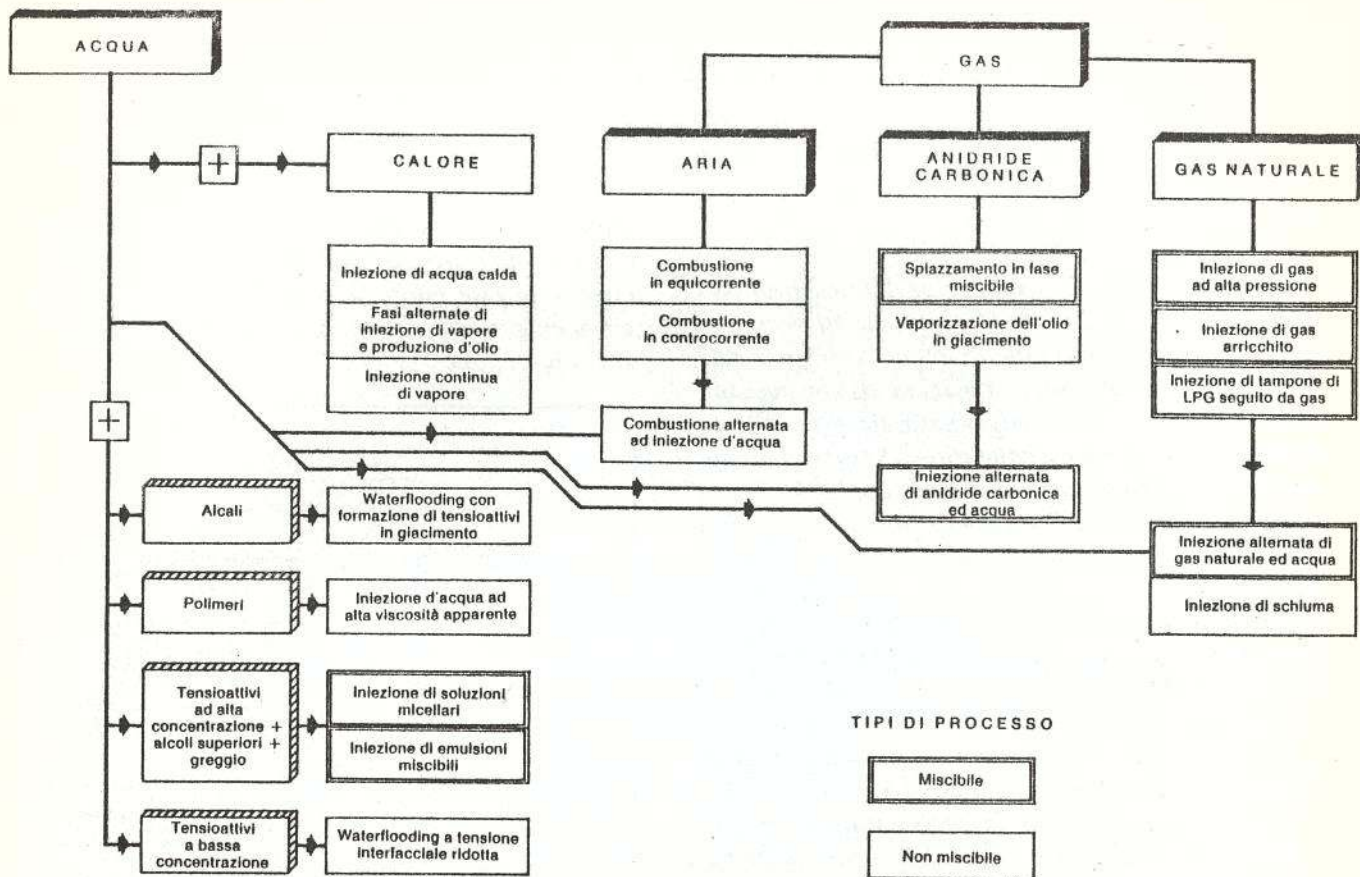 ACQUA
GAS
+
CALORE
ARIA
ANIDRIDE
CARBONICA
GAS NATURALE
Iniezione di acqua calda
Fasi alternate di
iniezione di vapore
e produzione d'olio
Iniezione continua
di vapore
Combustione
in equicorrente
Combustione
in controcorrente
Combustione alternata
ad iniezione d'acqua
Spiazzamento in fase
miscibile
Vaporizzazione dell'olio
in giacimento
Iniezione alternata
di anidride carbonica
ed acqua
Iniezione di gas
ad alta pressione
Iniezione di gas
arricchito
Iniezione di tampone di
LPG seguito da gas
Iniezione alternata di
gas naturale ed acqua
Iniezione di schiuma
+
Alcali
Waterflooding con
formazione di tensioattivi
in giacimento
Polimeri
Iniezione d'acqua ad
alta viscosità apparente
Tensioattivi
ad alta
concentrazione +
alcoli superiori +
greggio
Iniezione di soluzioni
micellari
Iniezione di emulsioni
miscibili
Tensioattivi
a bassa
concentrazione
Waterflooding a tensione
interfacciale ridotta
TIPI DI PROCESSO
Miscibile
Non miscibile